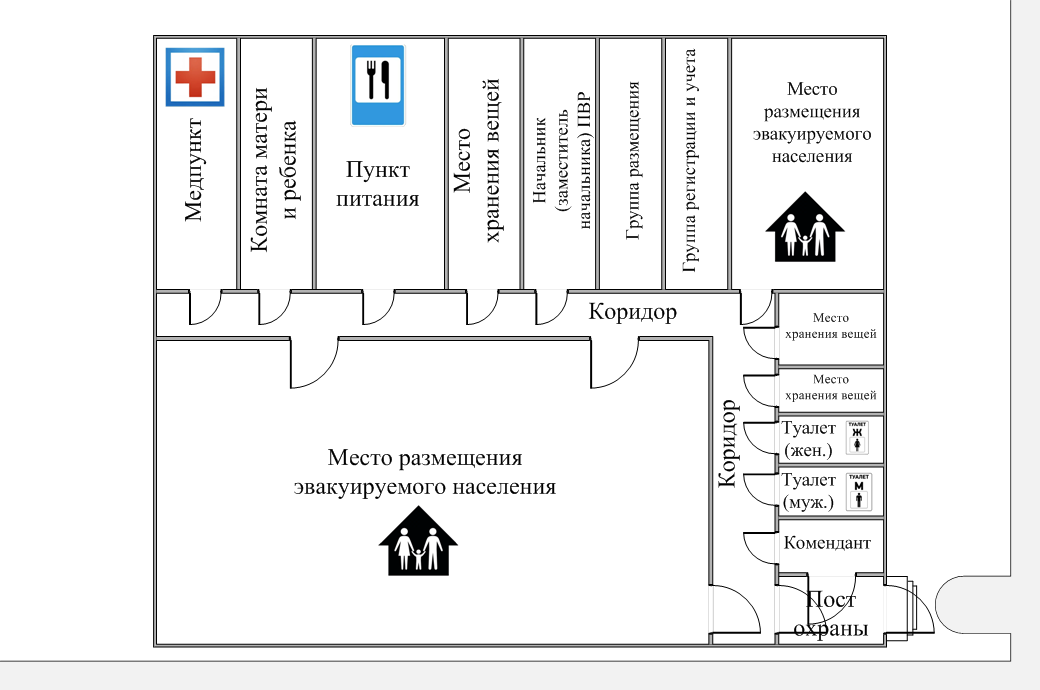 Медпункт
Комната матери
и ребенка
Пункт
питания
Место
хранения вещей
Начальник
(заместитель
начальника) ПВР
Группа размещения
Группа регистрации и учета
Место
размещения
эвакуируемого
населения
Коридор
Место
хранения вещей
Место
хранения вещей
Коридор
Туалет
(жен.)
ТУАЛЕТ
Ж
Туалет
(муж.)
ТУАЛЕТ
М
Место размещения
эвакуируемого населения
Комендант
Пост
охраны